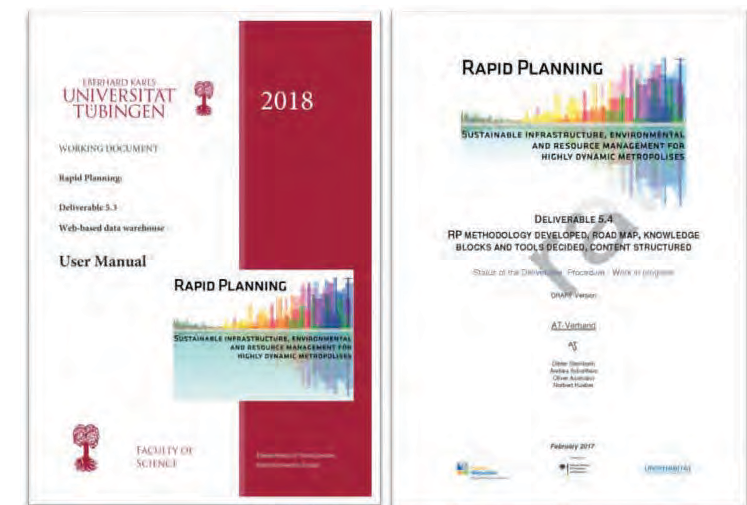 EBERHARD KARLS
UNIVERSITÄT
TÜBINGEN
2018
WORKING DOCUMENT
Rapid Planning:
Deliverable 5.3
Web-based data warehouse
User Manual
RAPID PLANNING
SUSTAINABLE INFRASTRUCTURE, ENVIRONMENTAL
AND RESOURCE MANAGEMENT FOR
HIGHLY DYNAMIC METROPOLISES
FACULTY OF
SCIENCE
RAPID PLANNING
SUSTAINABLE INFRASTRUCTURE, ENVIRONMENTAL
AND RESOURCE MANAGEMENT FOR
HIGHLY DYNAMIC METROPOLISES
DELIVERABLE 5.4
RP METHODOLOGY DEVELOPED, ROAD MAP, KNOWLEDGE
BLOCKS AND TOOLS DECIDED, CONTENT STRUCTURED
Status of the Deliverable Procedure: Work in progress
DRAFT Version
AT-Verband
February 2017
UN HABITAT